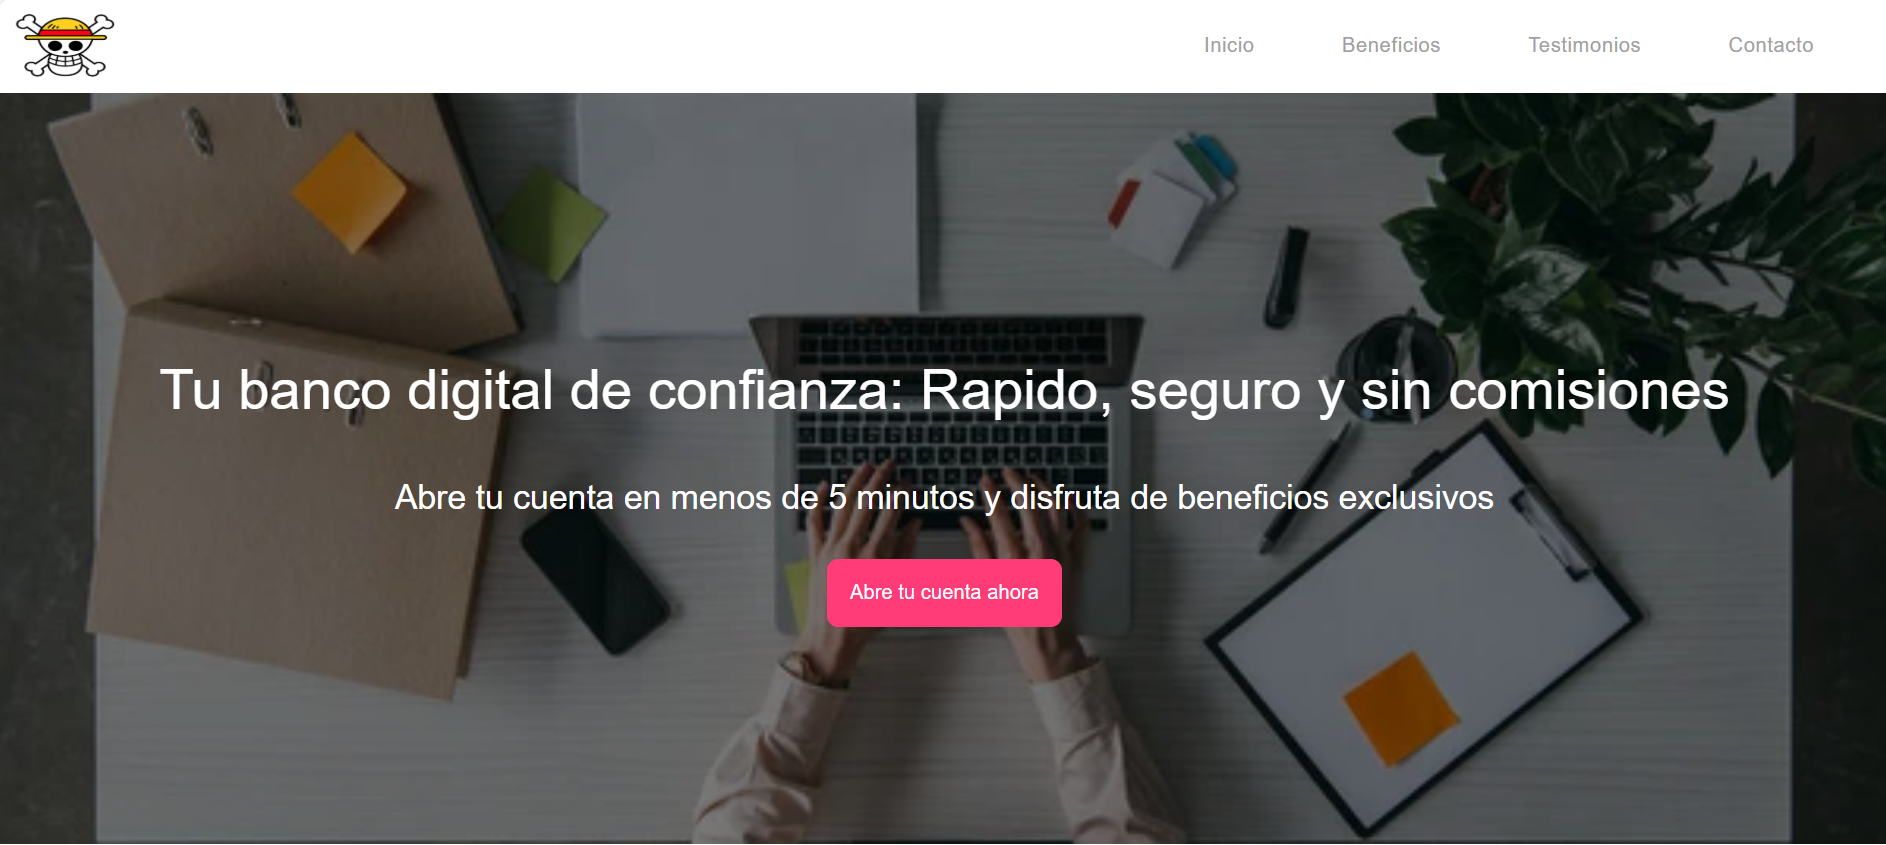 Inicio
Beneficios
Testimonios
Contacto
Tu banco digital de confianza: Rapido, seguro y sin comisiones
Abre tu cuenta en menos de 5 minutos y disfruta de beneficios exclusivos
Abre tu cuenta ahora